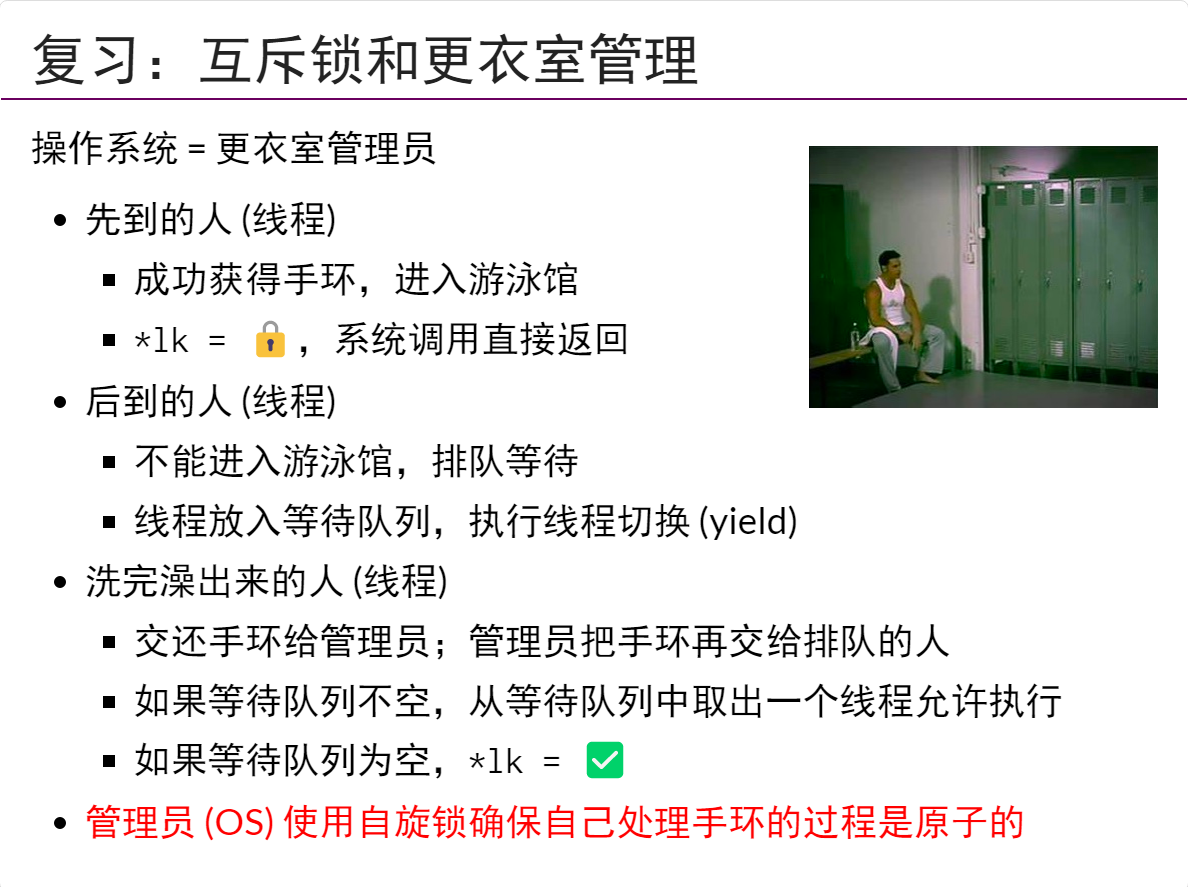 复习：互斥锁和更衣室管理
操作系统 = 更衣室管理员
先到的人 (线程)
成功获得手环，进入游泳馆
*lk = 🔒，系统调用直接返回
后到的人 (线程)
不能进入游泳馆，排队等待
线程放入等待队列，执行线程切换 (yield)
洗完澡出来的人 (线程)
交还手环给管理员；管理员把手环再交给排队的人
如果等待队列不空，从等待队列中取出一个线程允许执行
如果等待队列为空，*lk = ✅
管理员 (OS) 使用自旋锁确保自己处理手环的过程是原子的